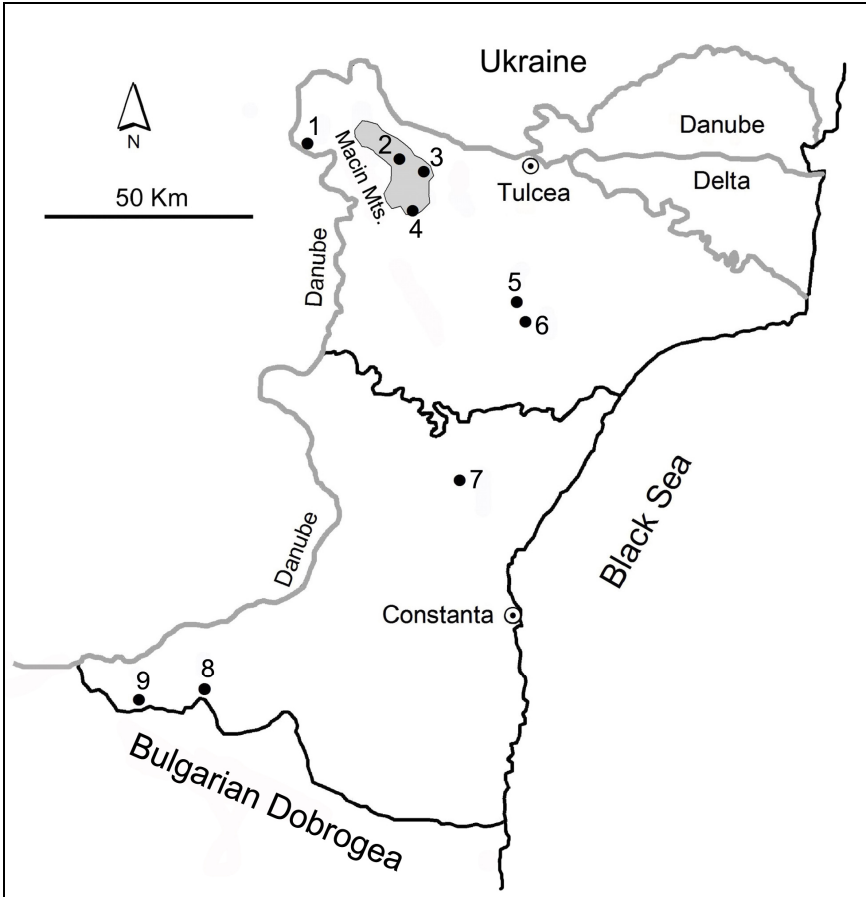 Ukraine
N
1
2
3
4
Macin Mts.
Danube
Delta
Tulcea
50 Km
Danube
5
6
7
Black Sea
Danube
Constanta
8
9
Bulgarian Dobrogea